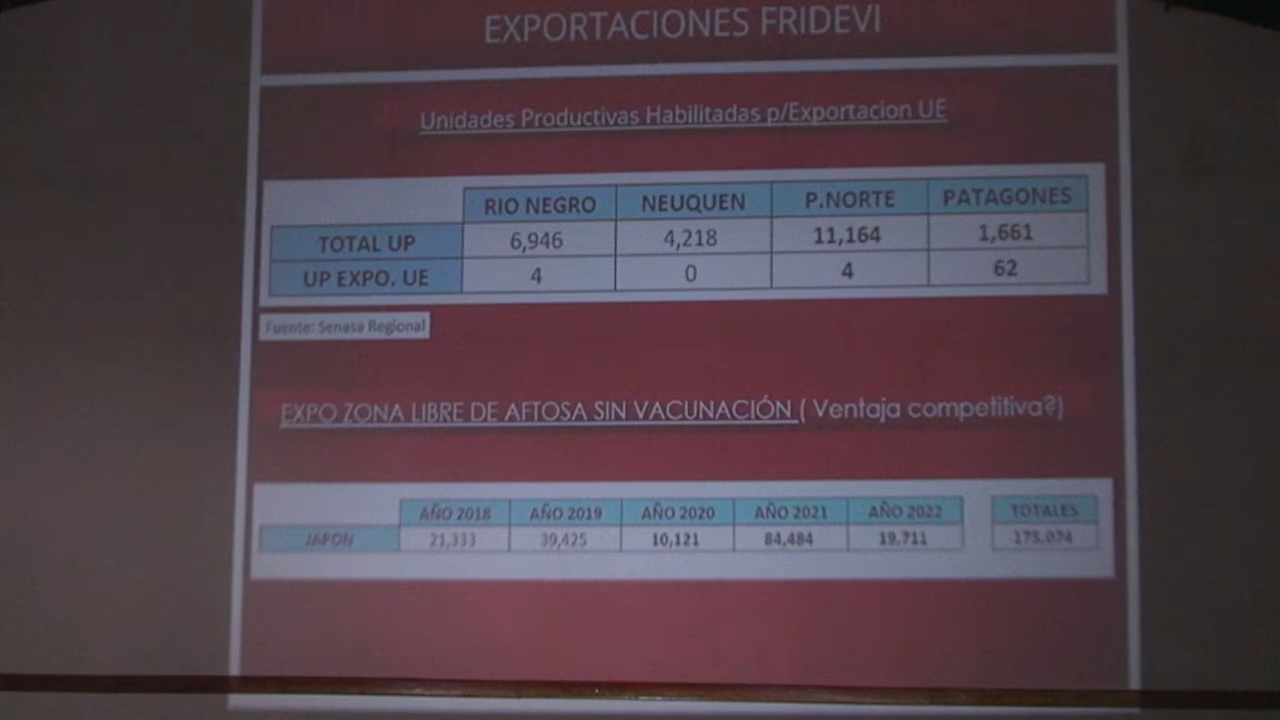 EXPORTACIONES FRIDEVI
Unidades Productivas Habilitadas p/Exportacion UE
RIO NEGRO NEUQUEN P.NORTE PATAGONES
TOTAL UP 6,946 4,218 11,164 1,661
UP EXPO. UE 4 0 4 62
Fuente: Senasa Regional
EXPO ZONA LIBRE DE AFTOSA SIN VACUNACIÓN ( Ventaja competitiva?)
AÑO 2018 AÑO 2019 AÑO 2020 AÑO 2021 AÑO 2022 TOTALES
JAPON 21,333 39,425 10,121 84,484 19,711 175,074